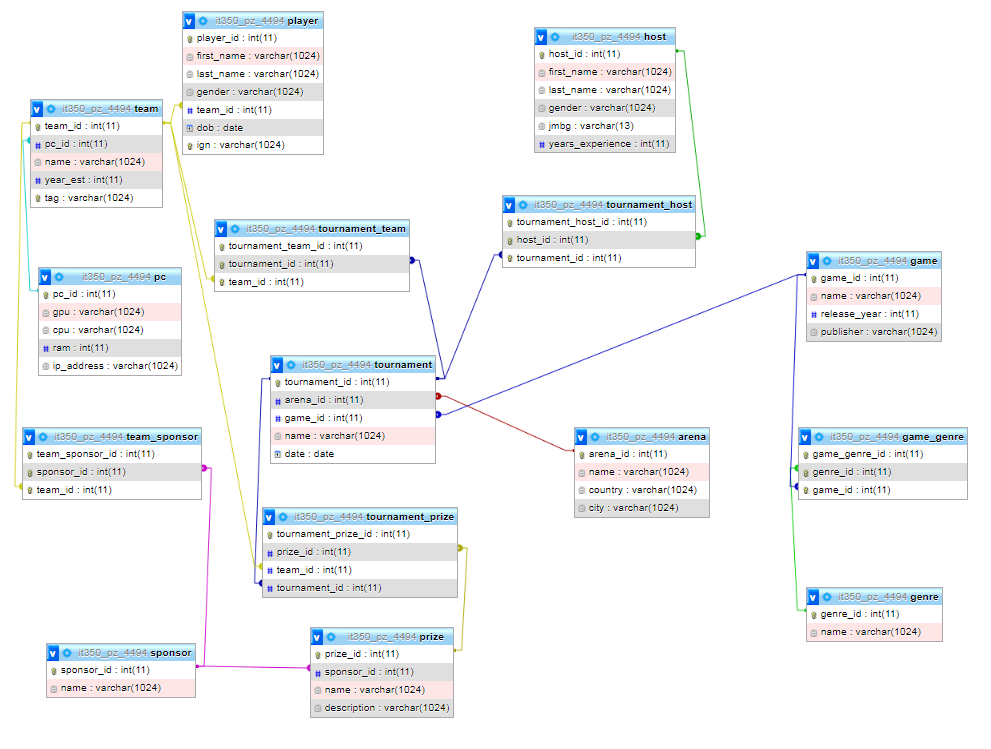 it350_pz_4494 player
player_id : int(11)
first_name : varchar(1024)
last_name : varchar(1024)
gender : varchar(1024)
team_id : int(11)
dob : date
ign : varchar(1024)
it350_pz_4494 host
host_id : int(11)
first_name : varchar(1024)
last_name : varchar(1024)
gender : varchar(1024)
jmbg : varchar(13)
years_experience : int(11)
it350_pz_4494 team
team_id : int(11)
pc_id : int(11)
name : varchar(1024)
year_est : int(11)
tag : varchar(1024)
it350_pz_4494 tournament_host
tournament_host_id : int(11)
host_id : int(11)
tournament_id : int(11)
it350_pz_4494 tournament_team
tournament_team_id : int(11)
tournament_id : int(11)
team_id : int(11)
it350_pz_4494 game
game_id : int(11)
name : varchar(1024)
release_year : int(11)
publisher : varchar(1024)
it350_pz_4494 pc
pc_id : int(11)
gpu : varchar(1024)
cpu : varchar(1024)
ram : int(11)
ip_address : varchar(1024)
it350_pz_4494 tournament
tournament_id : int(11)
arena_id : int(11)
game_id : int(11)
name : varchar(1024)
date : date
it350_pz_4494 team_sponsor
team_sponsor_id : int(11)
sponsor_id : int(11)
team_id : int(11)
it350_pz_4494 arena
arena_id : int(11)
name : varchar(1024)
country : varchar(1024)
city : varchar(1024)
it350_pz_4494 game_genre
game_genre_id : int(11)
genre_id : int(11)
game_id : int(11)
it350_pz_4494 tournament_prize
tournament_prize_id : int(11)
prize_id : int(11)
team_id : int(11)
tournament_id : int(11)
it350_pz_4494 genre
genre_id : int(11)
name : varchar(1024)
it350_pz_4494 prize
prize_id : int(11)
sponsor_id : int(11)
name : varchar(1024)
description : varchar(1024)
it350_pz_4494 sponsor
sponsor_id : int(11)
name : varchar(1024)